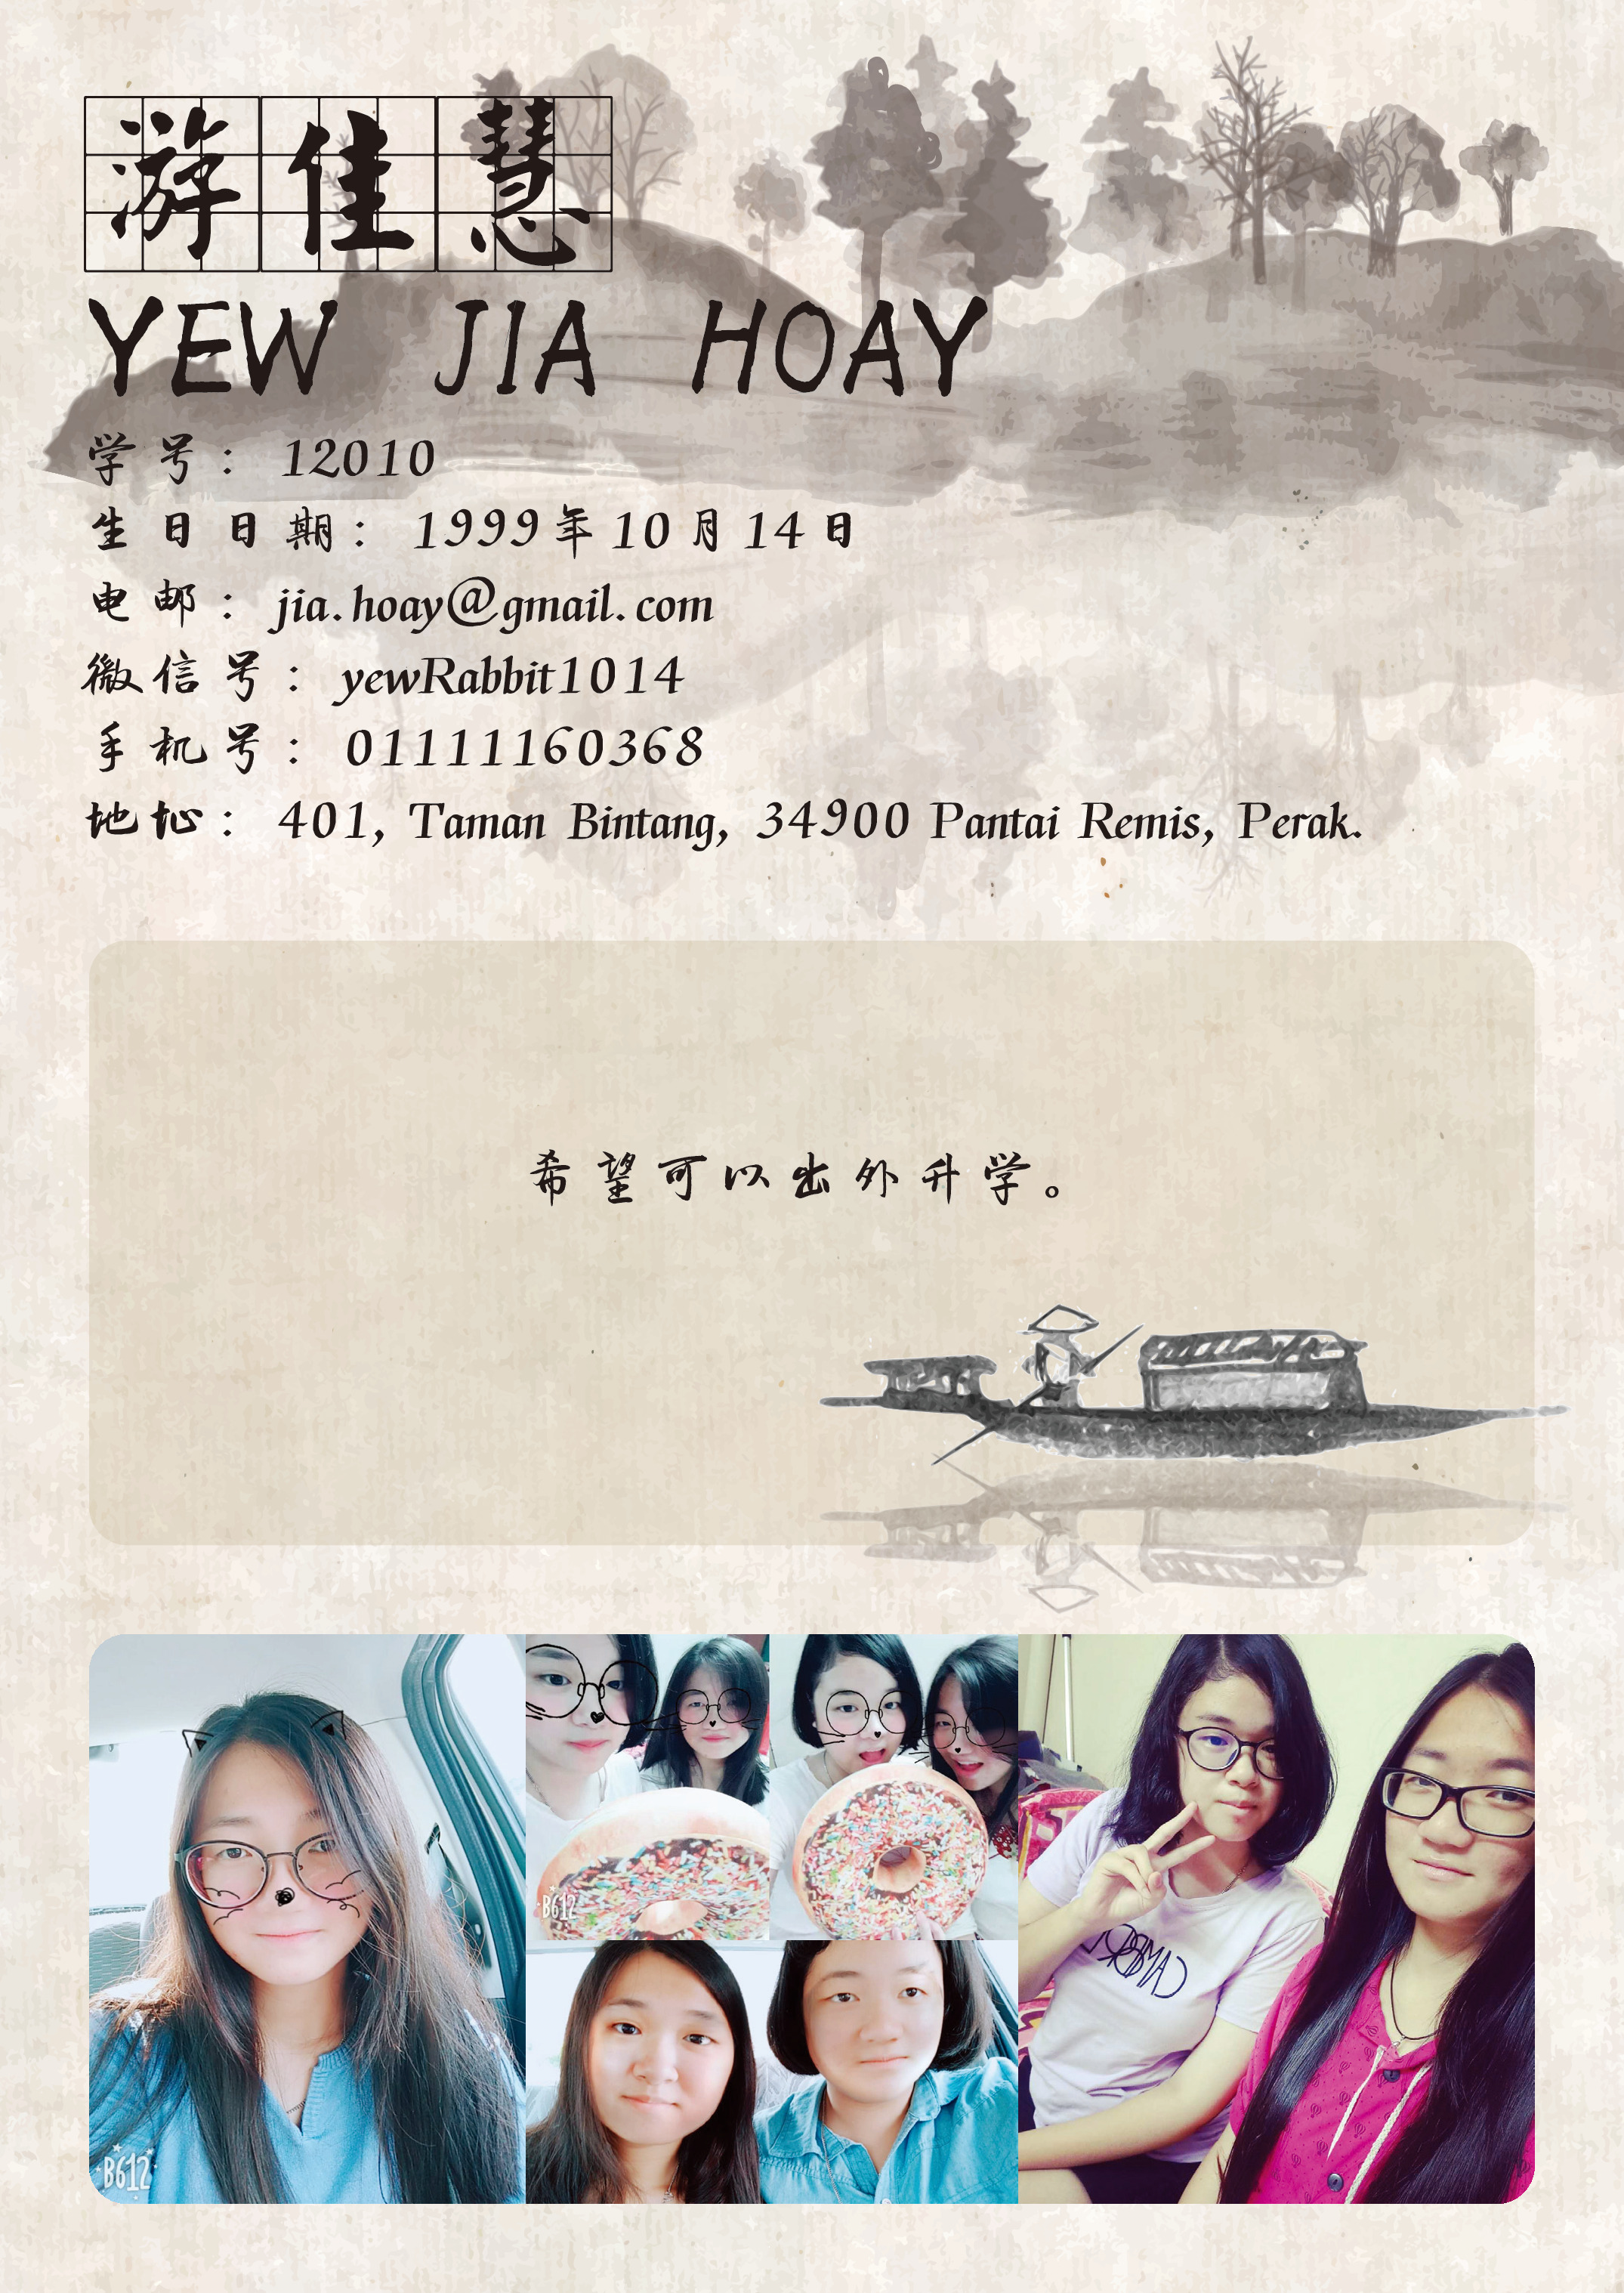 游佳慧
YEW JIA HOAY
学号： 12010
生日日期： 1999年10月14日
电邮： jia.hoay@gmail.com
微信号： yewRabbit1014
手机号： 01111160368
地址： 401, Taman Bintang, 34900 Pantai Remis, Perak.
希望可以出外升学。
B612
B612